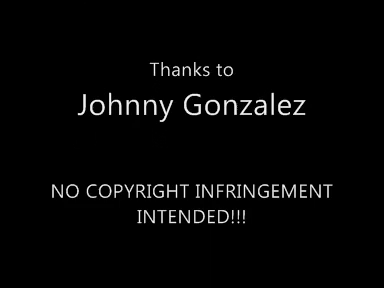 Thanks to
Johnny Gonzalez
NO COPYRIGHT INFRINGEMENT
INTENDED!!!